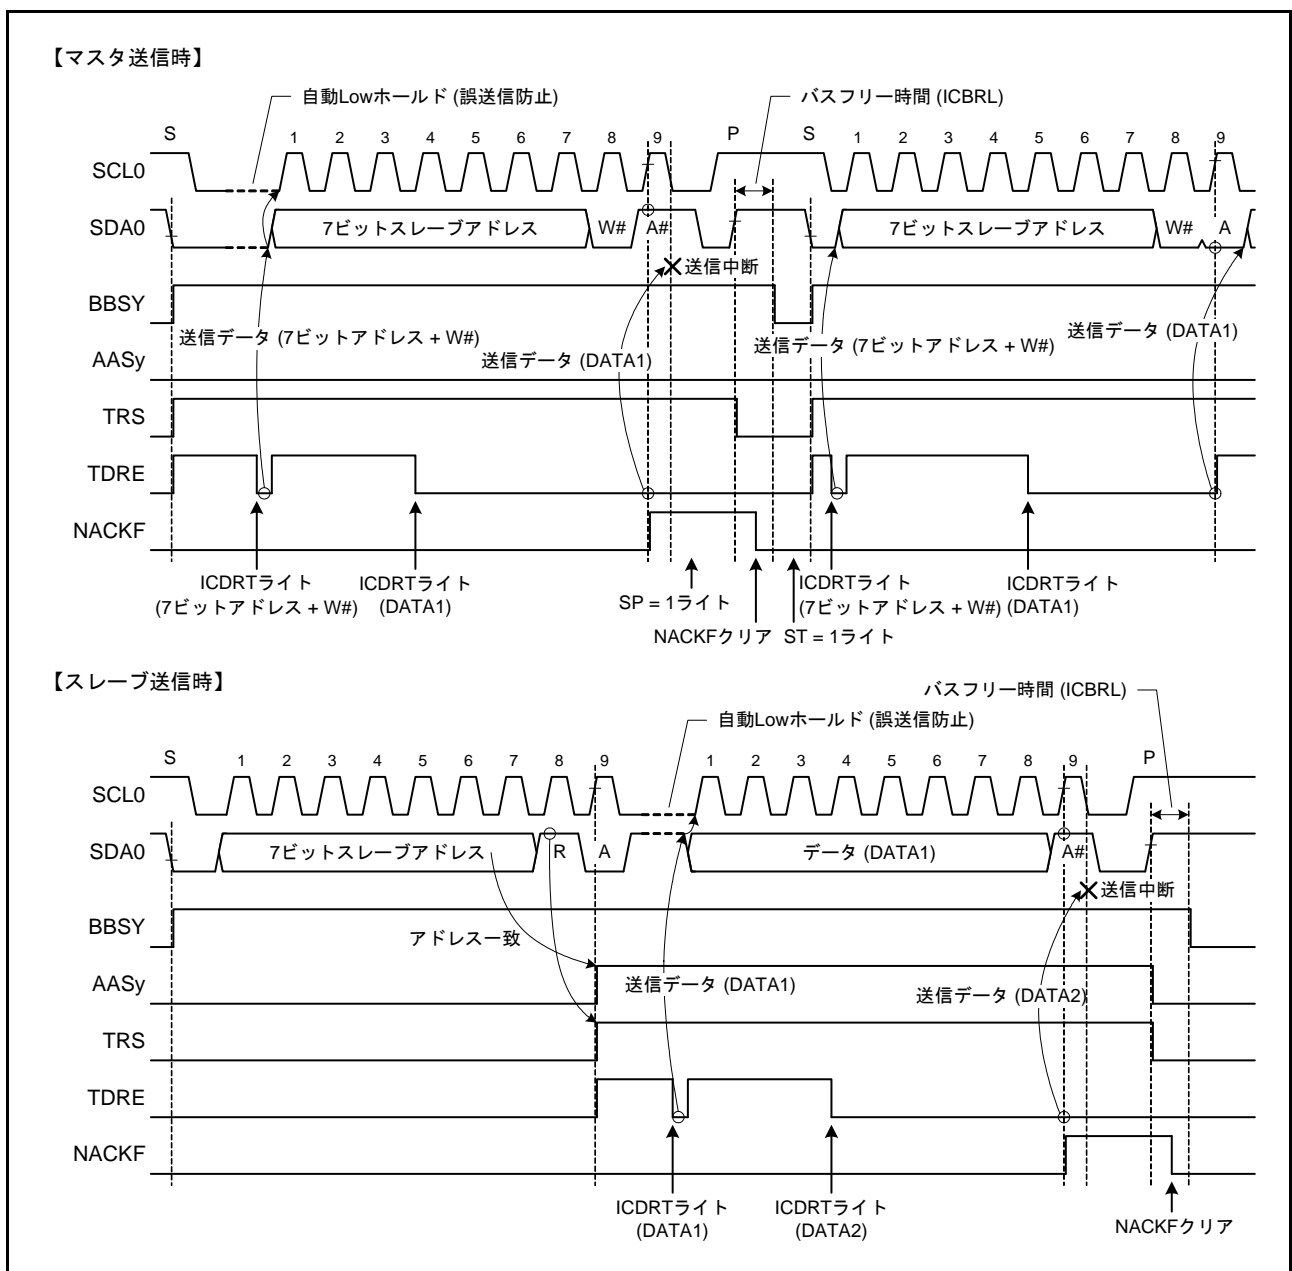 【マスタ送信時】
自動Lowホールド (誤送信防止)
バスフリー時間 (ICBRL)
S 1 2 3 4 5 6 7 8 9 P S 1 2 3 4 5 6 7 8 9
SCL0
SDA0 7ビットスレーブアドレス W# A# 7ビットスレーブアドレス W# A
送信中断
BBSY
送信データ (7ビットアドレス + W#) 送信データ (DATA1) 送信データ (7ビットアドレス + W#) 送信データ (DATA1)
AASy
TRS
TDRE
NACKF
ICDRTライト
(7ビットアドレス + W#)
ICDRTライト
(DATA1)
SP = 1ライト
NACKFクリア
ST = 1ライト
ICDRTライト
(7ビットアドレス + W#)
ICDRTライト
(DATA1)
【スレーブ送信時】
バスフリー時間 (ICBRL)
自動Lowホールド (誤送信防止)
S 1 2 3 4 5 6 7 8 9 1 2 3 4 5 6 7 8 9 P
SCL0
SDA0 7ビットスレーブアドレス R A データ (DATA1) A#
送信中断
BBSY
アドレス一致
AASy
送信データ (DATA1) 送信データ (DATA2)
TRS
TDRE
NACKF
ICDRTライト
(DATA1)
ICDRTライト
(DATA2)
NACKFクリア